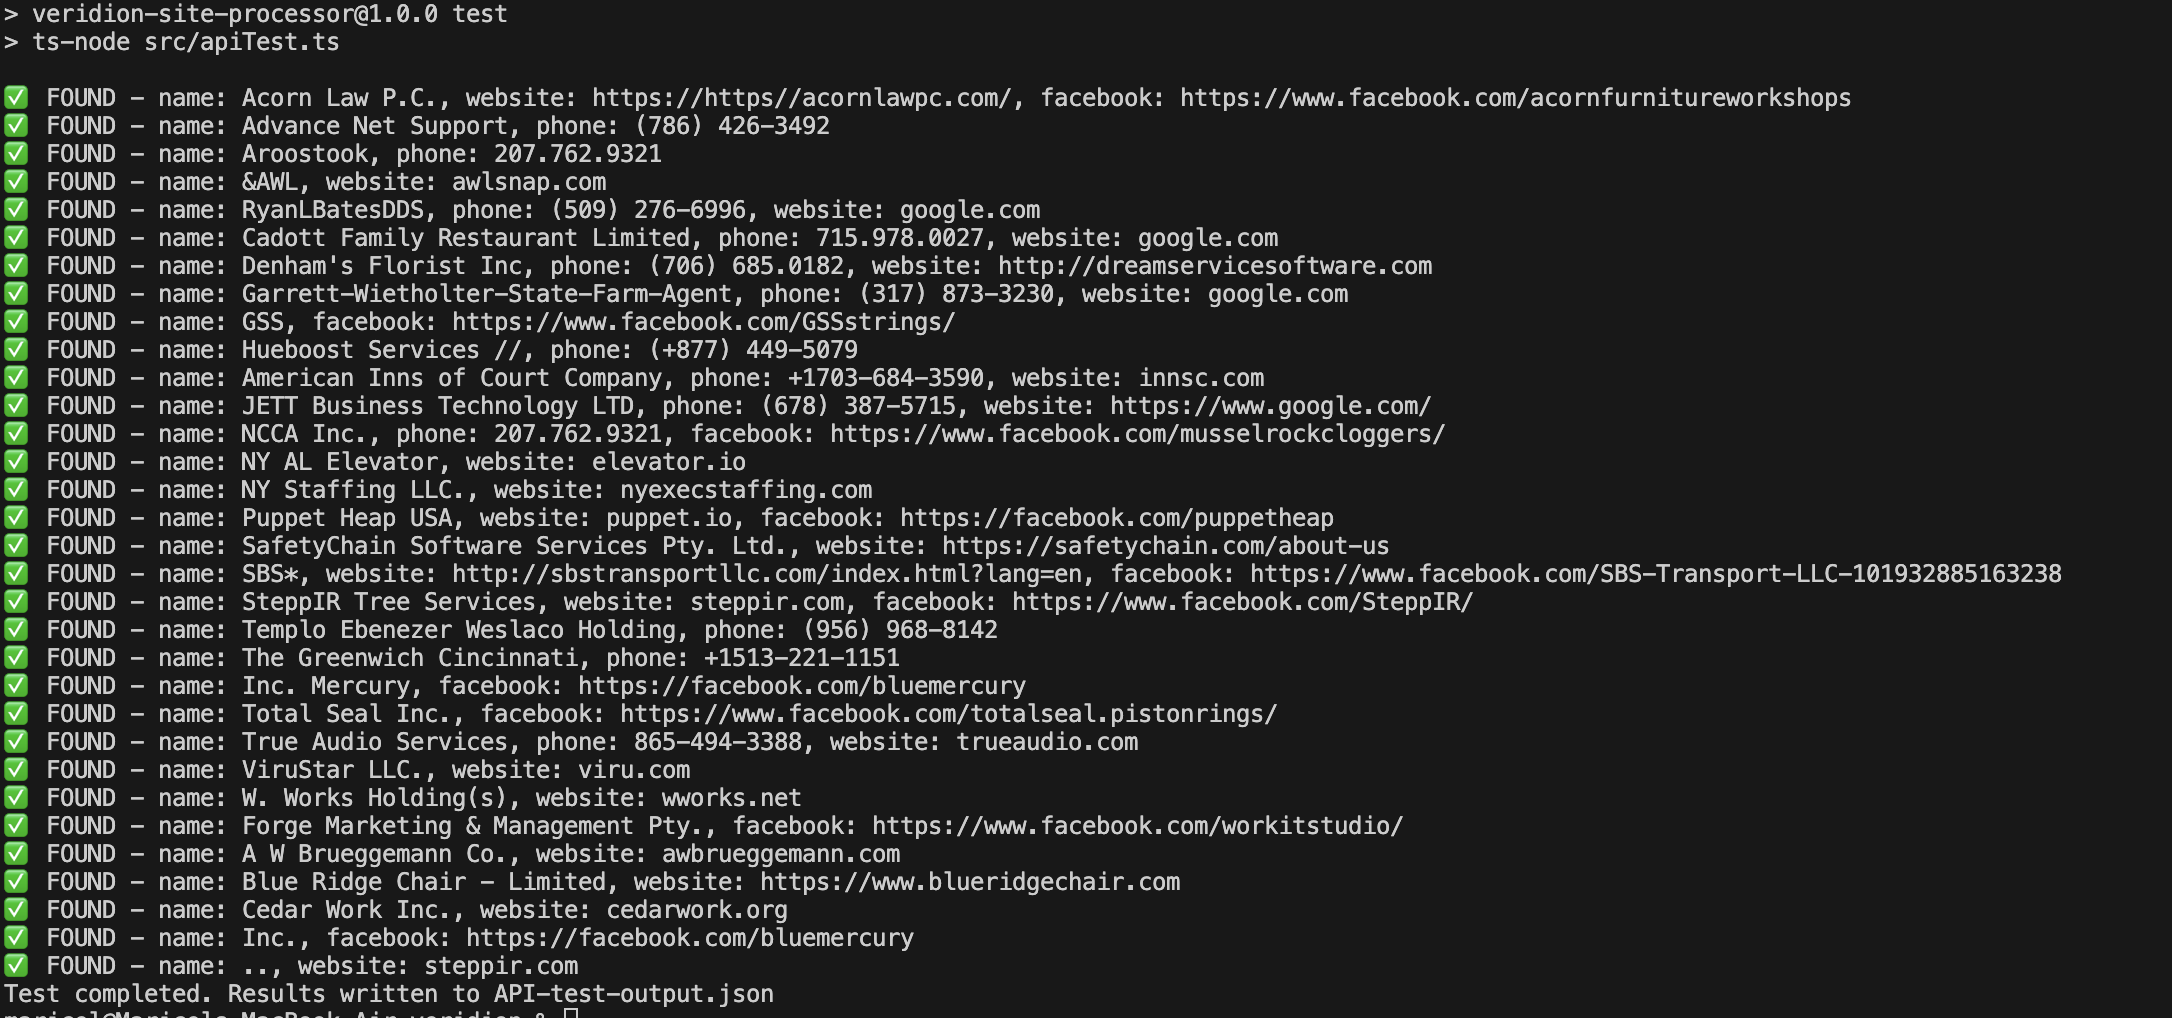 > veridion-site-processor@1.0.0 test
> ts-node src/apiTest.ts
✅ FOUND – name: Acorn Law P.C., website: https://https//acornlawpc.com/, facebook: https://www.facebook.com/acornfurnitureworkshops
✅ FOUND – name: Advance Net Support, phone: (786) 426-3492
✅ FOUND – name: Aroostook, phone: 207.762.9321
✅ FOUND – name: &AWL, website: awlsnap.com
✅ FOUND – name: RyanLBatesDDS, phone: (509) 276-6996, website: google.com
✅ FOUND – name: Cadott Family Restaurant Limited, phone: 715.978.0027, website: google.com
✅ FOUND – name: Denham's Florist Inc, phone: (706) 685.0182, website: http://dreamservicesoftware.com
✅ FOUND – name: Garrett-Wietholter-State-Farm-Agent, phone: (317) 873-3230, website: google.com
✅ FOUND – name: GSS, facebook: https://www.facebook.com/GSSstrings/
✅ FOUND – name: Hueboost Services //, phone: (+877) 449-5079
✅ FOUND – name: American Inns of Court Company, phone: +1703-684-3590, website: innsc.com
✅ FOUND – name: JETT Business Technology LTD, phone: (678) 387-5715, website: https://www.google.com/
✅ FOUND – name: NCCA Inc., phone: 207.762.9321, facebook: https://www.facebook.com/musselrockcloggers/
✅ FOUND – name: NY AL Elevator, website: elevator.io
✅ FOUND – name: NY Staffing LLC., website: nyexecstaffing.com
✅ FOUND – name: Puppet Heap USA, website: puppet.io, facebook: https://facebook.com/puppetheap
✅ FOUND – name: SafetyChain Software Services Pty. Ltd., website: https://safetychain.com/about-us
✅ FOUND – name: SBS*, website: http://sbstransportllc.com/index.html?lang=en, facebook: https://www.facebook.com/SBS-Transport-LLC-101932885163238
✅ FOUND – name: SteppIR Tree Services, website: steppir.com, facebook: https://www.facebook.com/SteppIR/
✅ FOUND – name: Templo Ebenezer Weslaco Holding, phone: (956) 968-8142
✅ FOUND – name: The Greenwich Cincinnati, phone: +1513-221-1151
✅ FOUND – name: Inc. Mercury, facebook: https://facebook.com/bluemercury
✅ FOUND – name: Total Seal Inc., facebook: https://www.facebook.com/totalseal.pistonrings/
✅ FOUND – name: True Audio Services, phone: 865-494-3388, website: trueaudio.com
✅ FOUND – name: ViruStar LLC., website: viru.com
✅ FOUND – name: W. Works Holding(s), website: wworks.net
✅ FOUND – name: Forge Marketing & Management Pty., facebook: https://www.facebook.com/workitstudio/
✅ FOUND – name: A W Brueggemann Co., website: awbrueggemann.com
✅ FOUND – name: Blue Ridge Chair – Limited, website: https://www.blueridgechair.com
✅ FOUND – name: Cedar Work Inc., website: cedarwork.org
✅ FOUND – name: Inc., facebook: https://facebook.com/bluemercury
✅ FOUND – name: .., website: steppir.com
Test completed. Results written to API-test-output.json